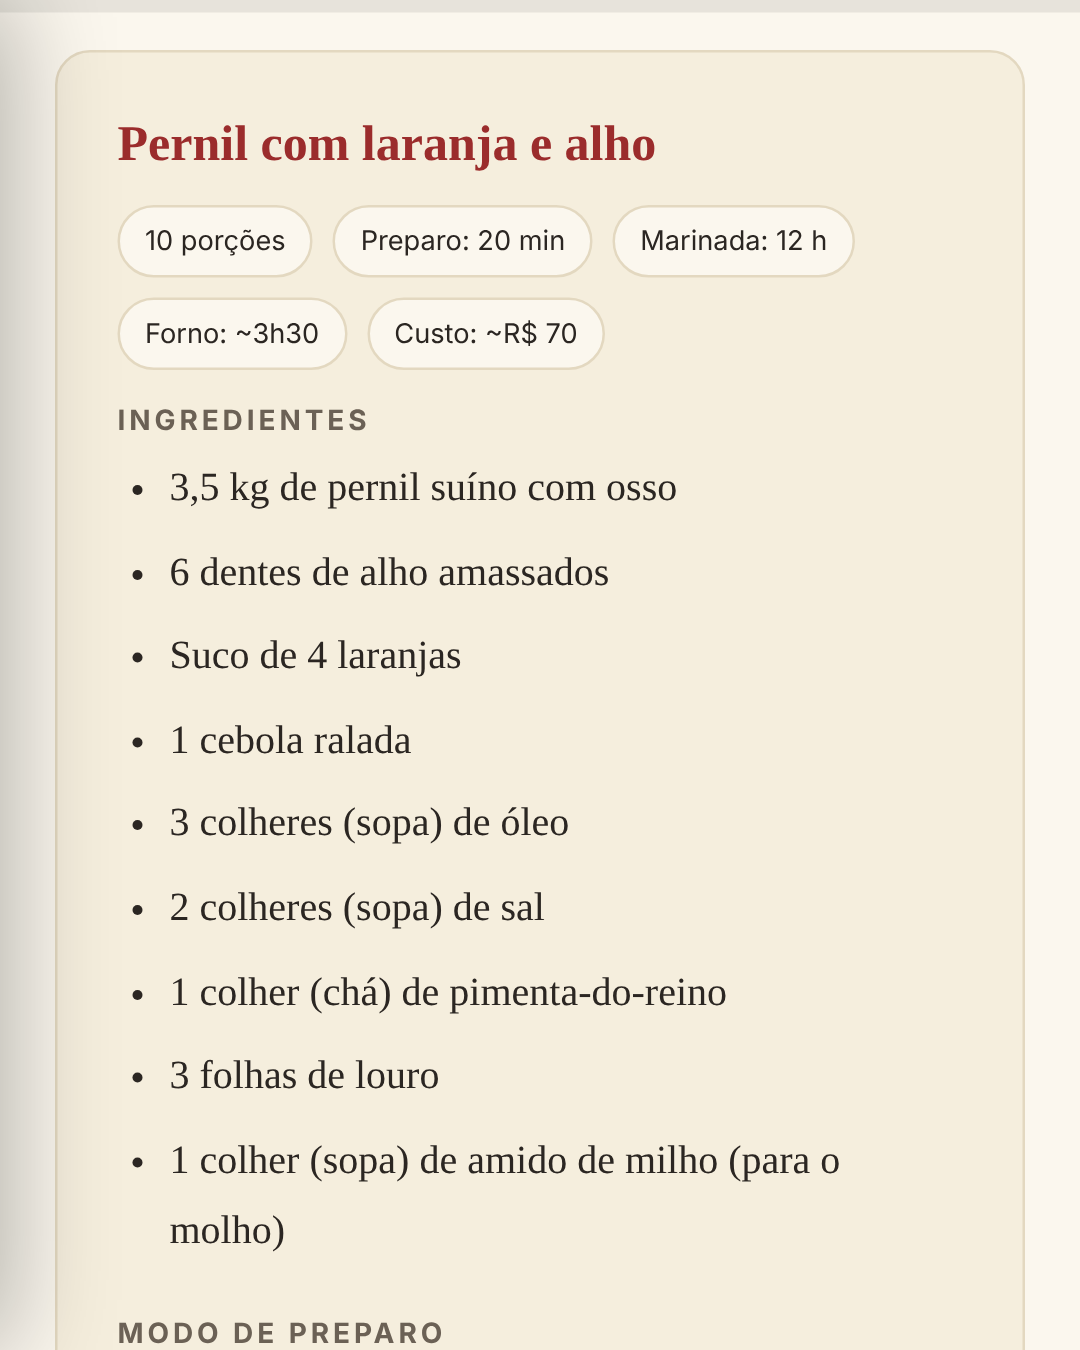 Pernil com laranja e alho
10 porções
Preparo: 20 min
Marinada: 12 h
Forno: ~3h30
Custo: ~R$ 70
INGREDIENTES
• 3,5 kg de pernil suíno com osso
• 6 dentes de alho amassados
• Suco de 4 laranjas
• 1 cebola ralada
• 3 colheres (sopa) de óleo
• 2 colheres (sopa) de sal
• 1 colher (chá) de pimenta-do-reino
• 3 folhas de louro
• 1 colher (sopa) de amido de milho (para o
molho)
MODO DE PREPARO